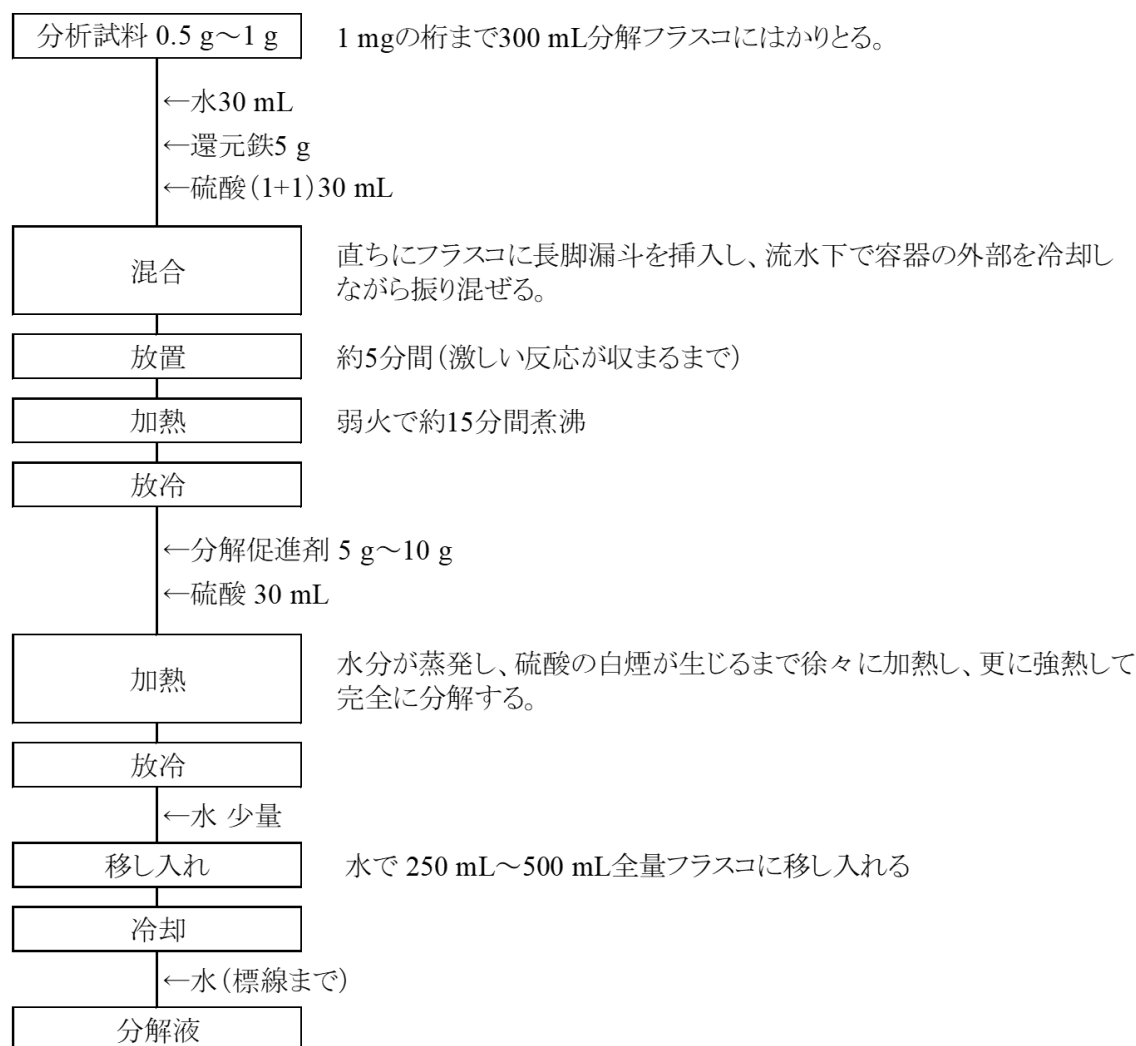 分析試料 0.5 g~1 g
1 mgの桁まで300 mL分解フラスコにはかりとる。
←水30 mL
←還元鉄5 g
←硫酸(1+1)30 mL
混合
直ちにフラスコに長脚漏斗を挿入し、流水下で容器の外部を冷却し
ながら振り混ぜる。
放置
約5分間(激しい反応が収まるまで)
加熱
弱火で約15分間煮沸
放冷
←分解促進剤 5 g~10 g
←硫酸 30 mL
加熱
水分が蒸発し、硫酸の白煙が生じるまで徐々に加熱し、更に強熱して
完全に分解する。
放冷
←水 少量
移し入れ
水で 250 mL~500 mL全量フラスコに移し入れる
冷却
←水(標線まで)
分解液